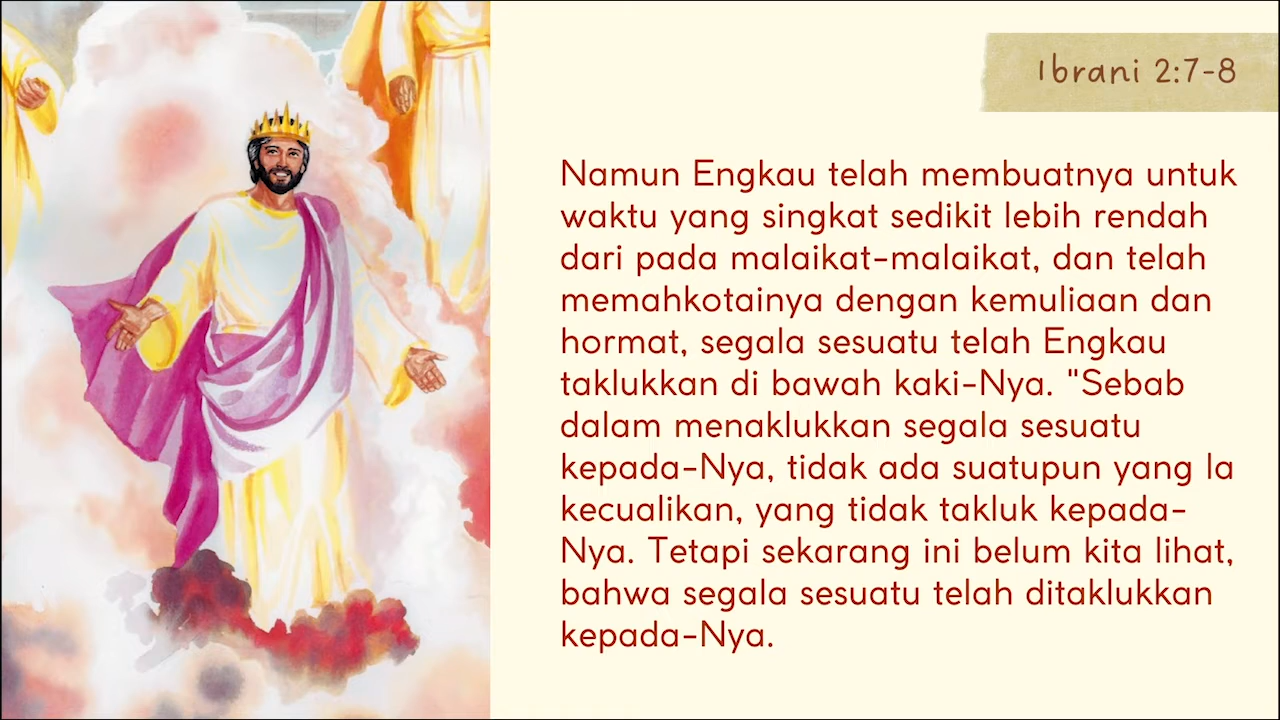 Ibrani 2:7-8
Namun Engkau telah membuatnya untuk
waktu yang singkat sedikit lebih rendah
dari pada malaikat-malaikat, dan telah
memahkotainya dengan kemuliaan dan
hormat, segala sesuatu telah Engkau
taklukkan di bawah kaki-Nya. "Sebab
dalam menaklukkan segala sesuatu
kepada-Nya, tidak ada suatupun yang Ia
kecualikan, yang tidak takluk kepada-
Nya. Tetapi sekarang ini belum kita lihat,
bahwa segala sesuatu telah ditaklukkan
kepada-Nya.